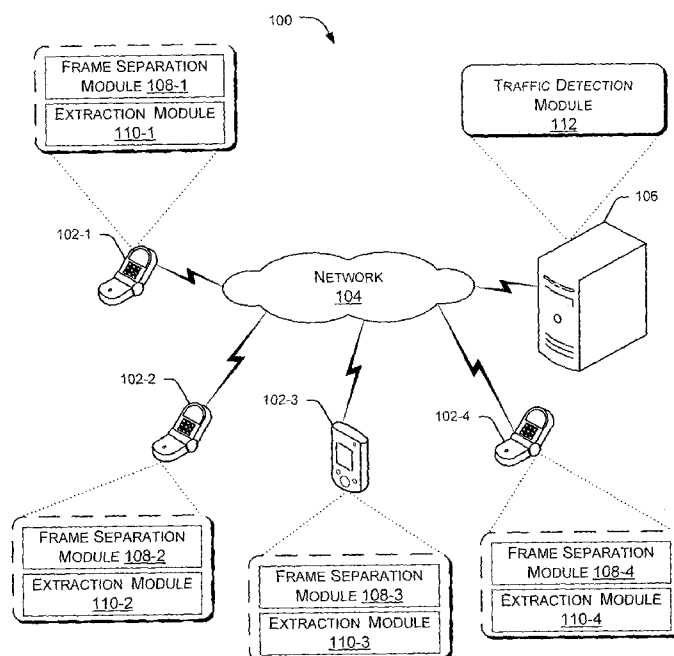 100
FRAME SEPARATION
MODULE 108-1
EXTRACTION MODULE
110-1
TRAFFIC DETECTION
MODULE
112
106
102-1
NETWORK
104
102-2
102-3
102-4
FRAME SEPARATION
MODULE 108-2
EXTRACTION MODULE
110-2
FRAME SEPARATION
MODULE 108-3
EXTRACTION MODULE
110-3
FRAME SEPARATION
MODULE 108-4
EXTRACTION MODULE
110-4